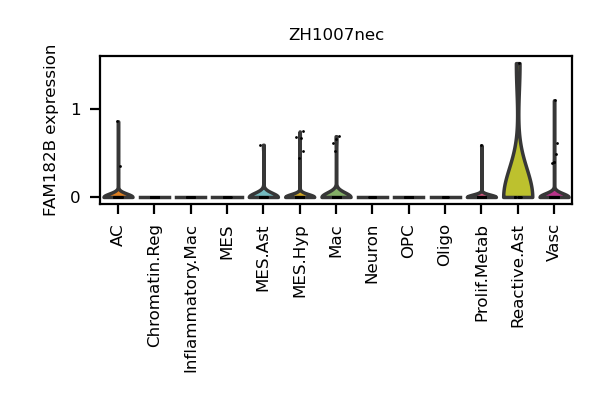 ZH1007nec
FAM182B expression
1
0
AC
Chromatin.Reg
Inflammatory.Mac
MES
MES.Ast
MES.Hyp
Mac
Neuron
OPC
Oligo
Prolif.Metab
Reactive.Ast
Vasc